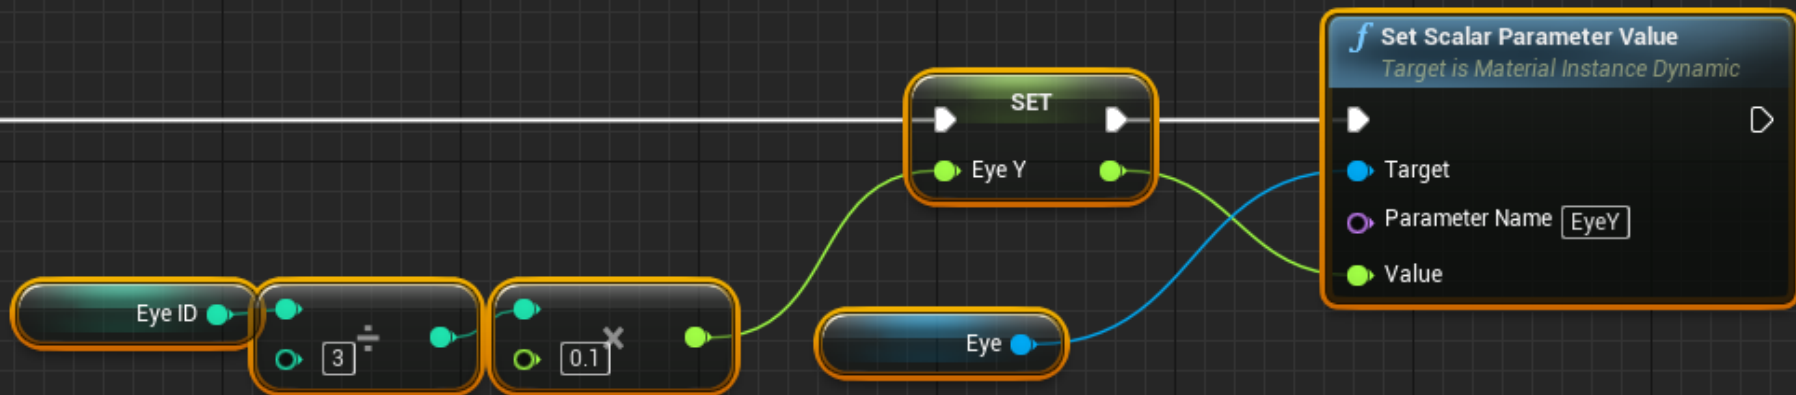 f Set Scalar Parameter Value
Target is Material Instance Dynamic
SET
Eye Y
Target
Parameter Name EyeY
Value
Eye ID
÷
3
×
0.1
Eye